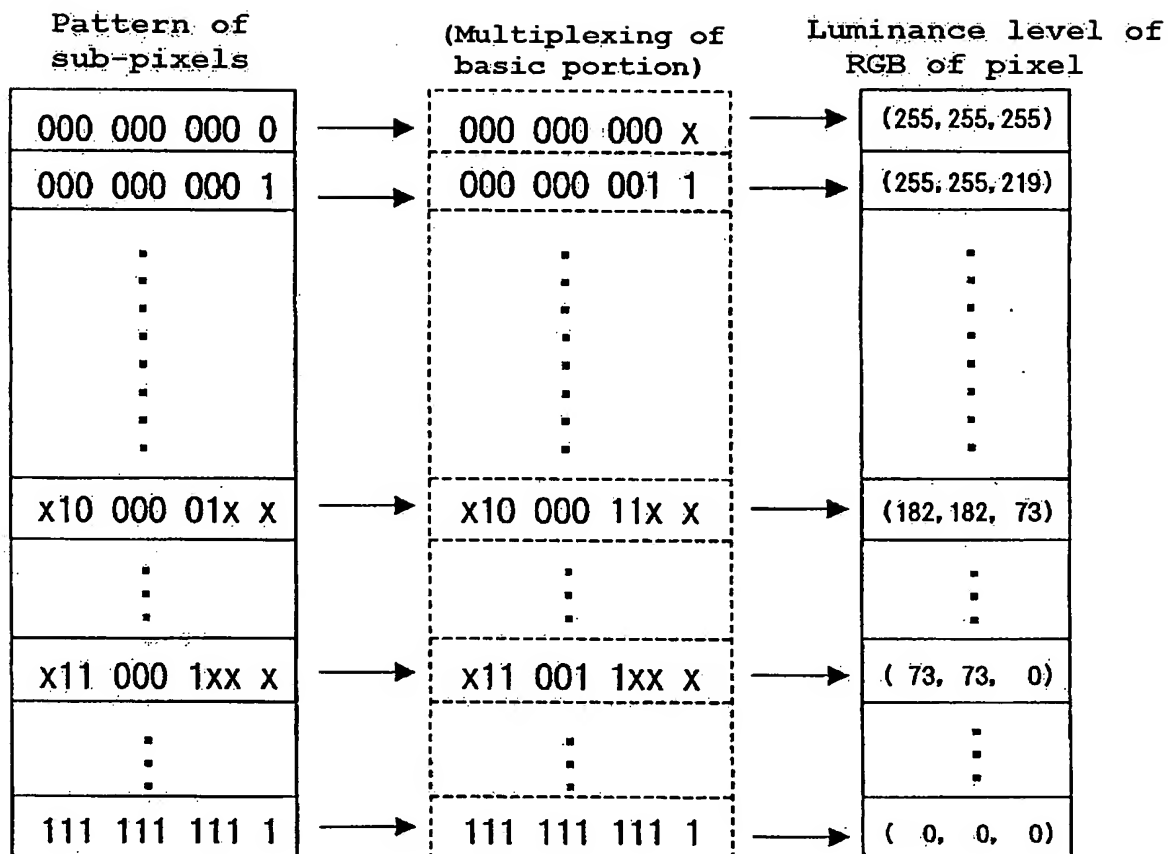 Pattern of
sub-pixels
(Multiplexing of
basic portion)
Luminance level of
RGB of pixel
000 000 000 0
000 000 000 x
(255, 255, 255)
000 000 000 1
000 000 001 1
(255, 255, 219)
x10 000 01x x
x10 000 11x x
(182, 182, 73)
x11 000 1xx x
x11 001 1xx x
( 73, 73, 0)
111 111 111 1
111 111 111 1
( 0, 0, 0)